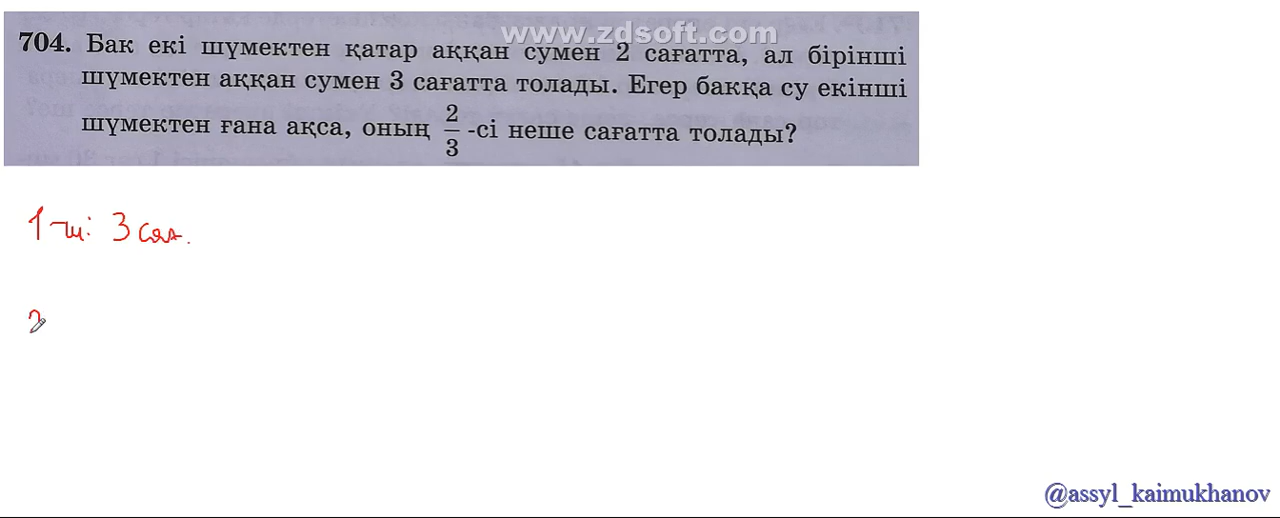 www.zdsoft.com
704. Бак екі шүмектен қатар аққан сумен 2 сағатта, ал бірінші
шүмектен аққан сумен 3 сағатта толады. Егер бакқа су екінші
шүмектен ғана ақса, оның 2/3 -сі неше сағатта толады?
1-ші: 3 сағ.
2
@assyl_kaimukhanov